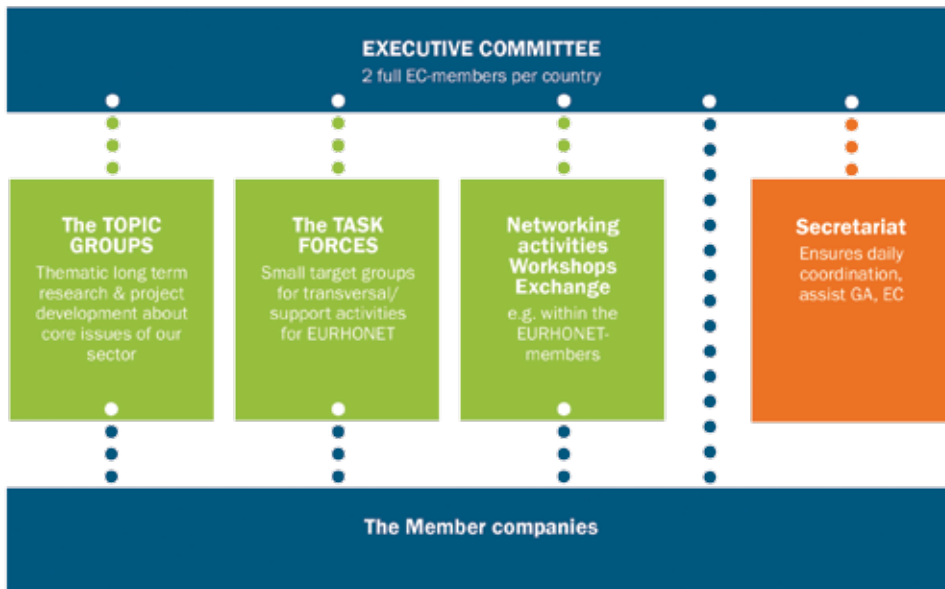 EXECUTIVE COMMITTEE
2 full EC-members per country
The TOPIC
GROUPS
Thematic long term
research & project
development about
core issues of our
sector
The TASK
FORCES
Small target groups
for transversal/
support activities
for EURHONET
Networking
activities
Workshops
Exchange
e.g. within the
EURHONET-
members
Secretariat
Ensures daily
coordination,
assist GA, EC
The Member companies